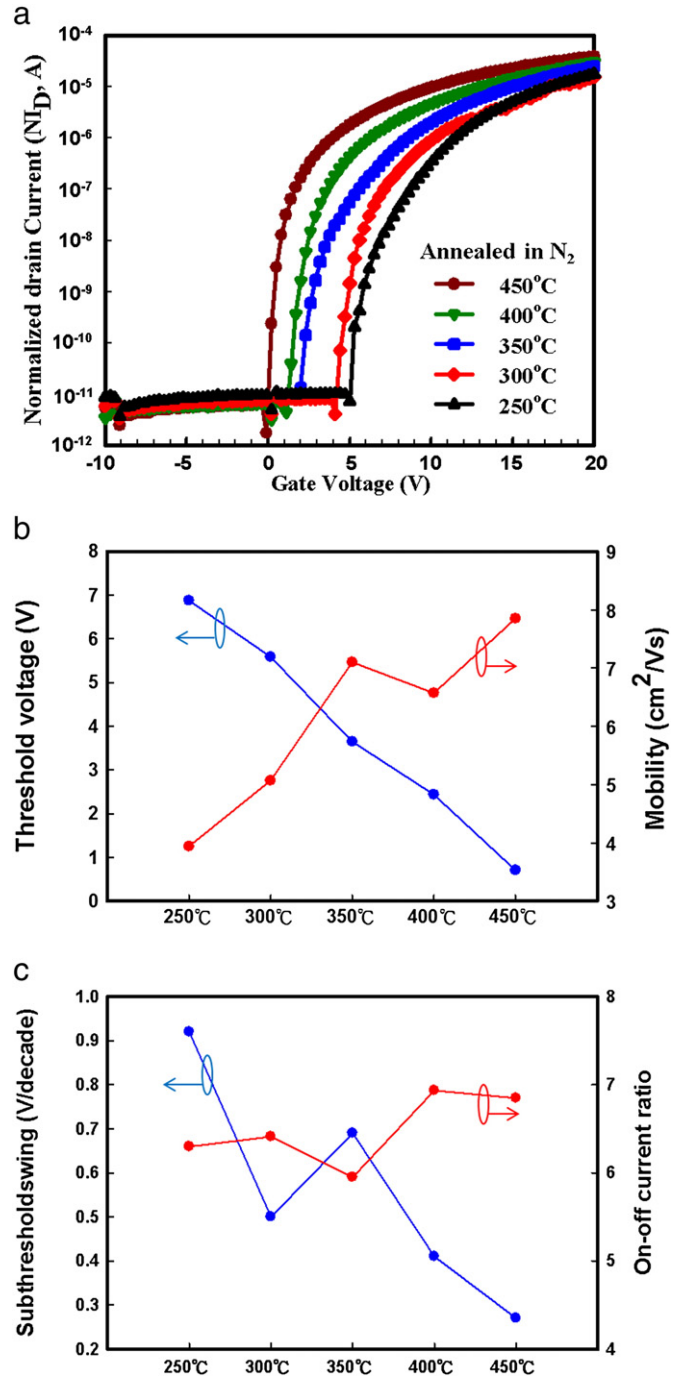 a
Normalized drain Current (NI_D, A)
10^-4
10^-5
10^-6
10^-7
10^-8
10^-9
10^-10
10^-11
10^-12
Annealed in N₂
450°C
400°C
350°C
300°C
250°C
-10 -5 0 5 10 15 20
Gate Voltage (V)
b
Threshold voltage (V)
8
7
6
5
4
3
2
1
0
9
8
7
6
5
4
3
Mobility (cm²/Vs)
250℃ 300℃ 350℃ 400℃ 450℃
c
Subthresholdswing (V/decade)
1.0
0.9
0.8
0.7
0.6
0.5
0.4
0.3
0.2
8
7
6
5
4
On-off current ratio
250℃ 300℃ 350℃ 400℃ 450℃